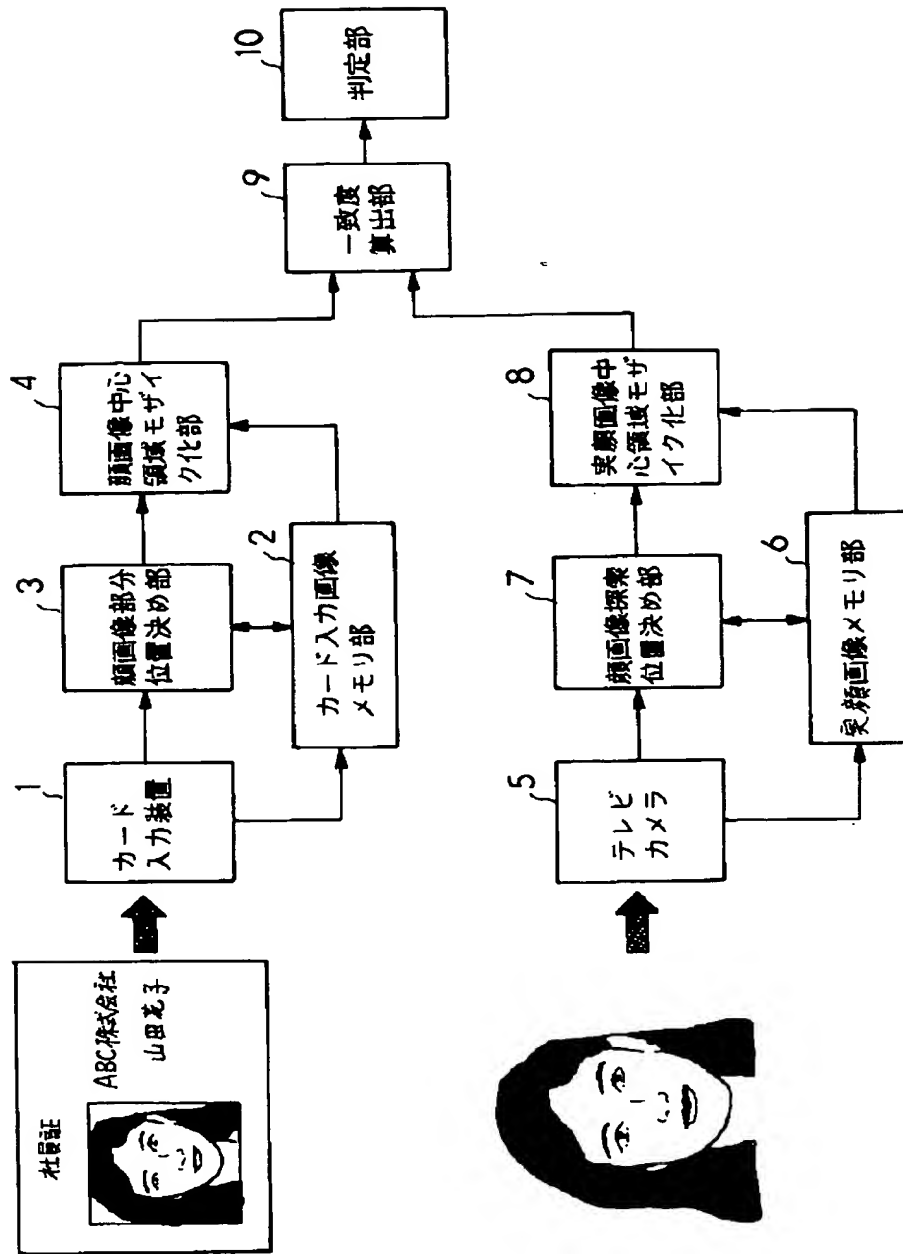 社員証
ABC株式会社
山田花子
1
カード
入力装置
2
カード入力画像
メモリ部
3
顔画像部分
位置決め部
4
顔画像中心
領域モザイ
ク化部
5
テレビ
カメラ
6
実顔画像メモリ部
7
顔画像探索
位置決め部
8
実顔画像中
心領域モザ
イク化部
9
一致度
算出部
10
判定部